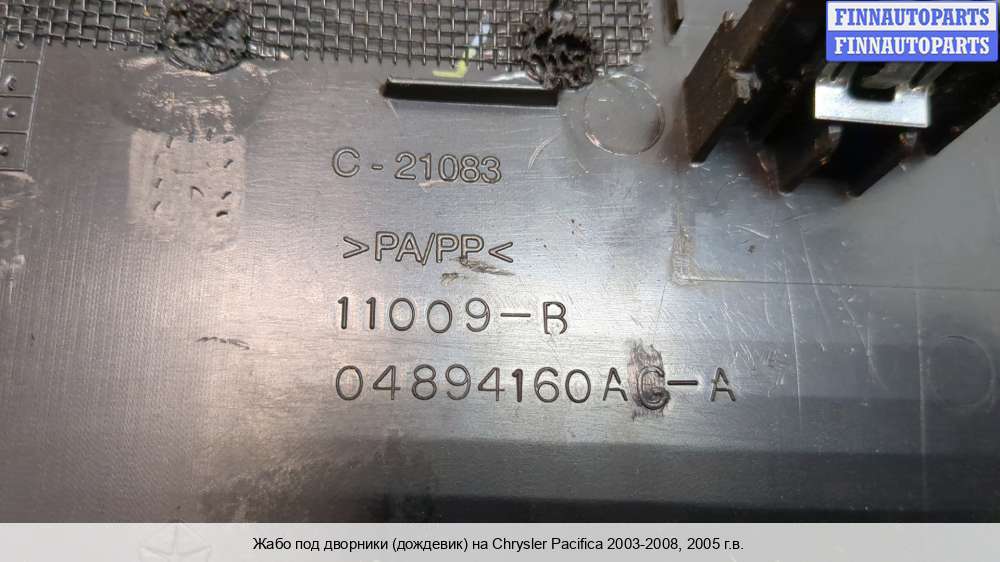 FINNAUTOPARTS
FINNAUTOPARTS
C-21083
>PA/PP<
11009-B
04894160AC-A
Жабо под дворники (дождевик) на Chrysler Pacifica 2003-2008, 2005 г.в.